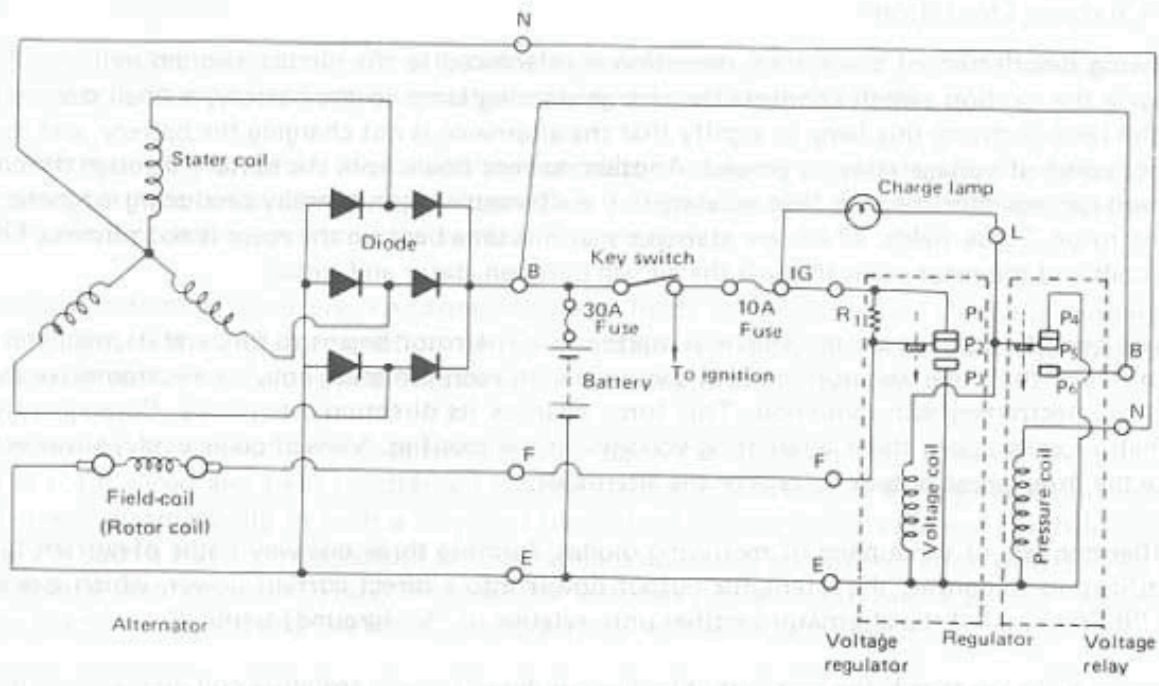 N
Stater coil
Diode
Charge lamp
L
Key switch
B
IG
30A
Fuse
10A
Fuse
R
P1
P2
P3
P4
P5
P6
B
To ignition
Battery
N
F
F
Field-coil
(Rotor coil)
Voltage coil
Pressure coil
E
E
Alternator
Voltage
regulator
Regulator
Voltage
relay